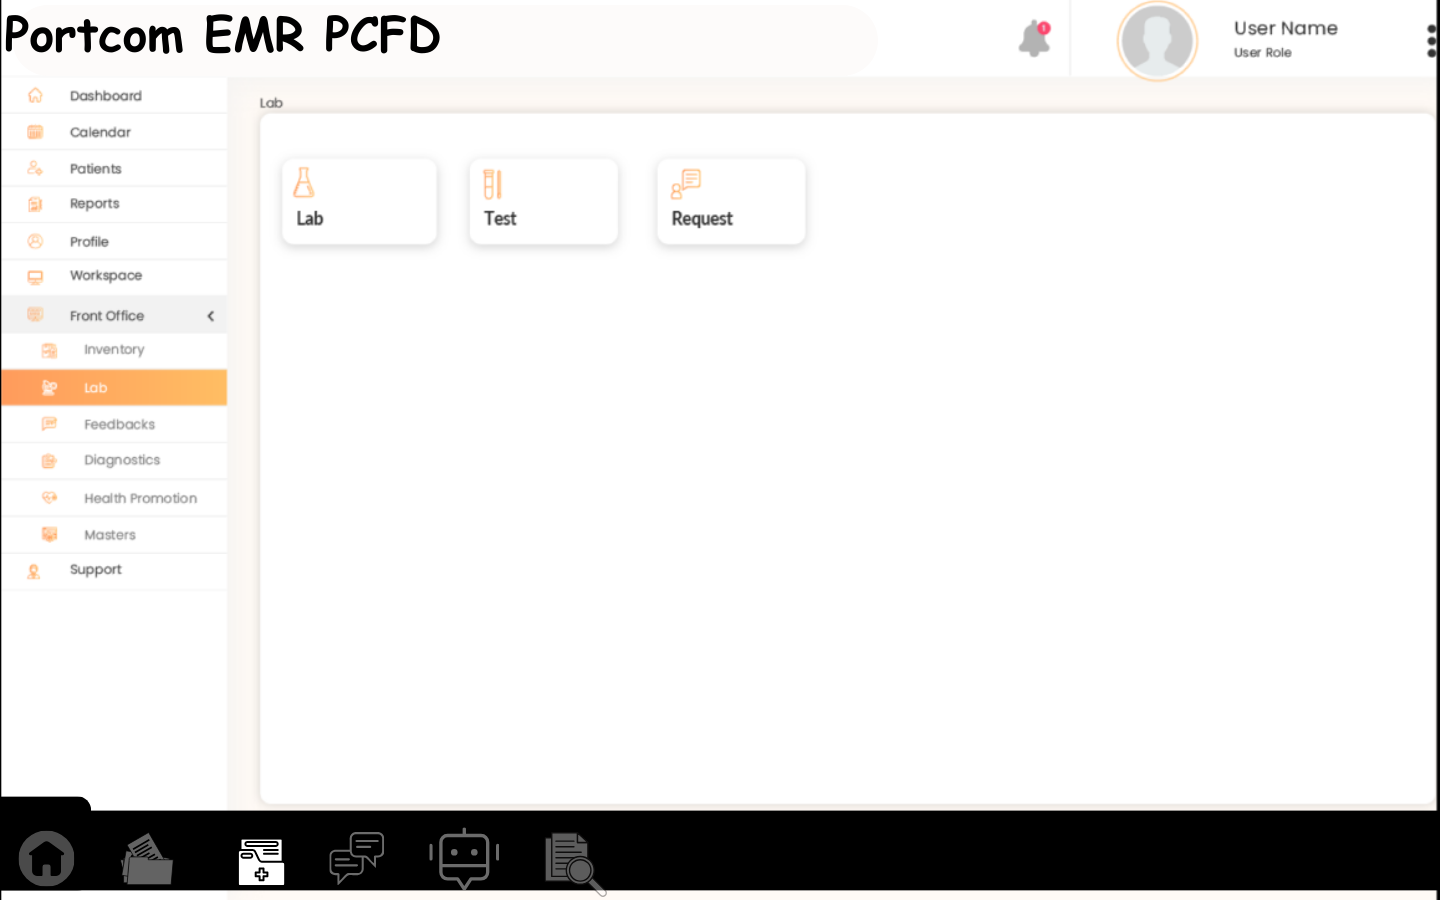 Portcom EMR PCFD
1
User Name
User Role
Dashboard
Calendar
Patients
Reports
Profile
Workspace
Front Office
Inventory
Lab
Feedbacks
Diagnostics
Health Promotion
Masters
Support
Lab
Lab
Test
Request